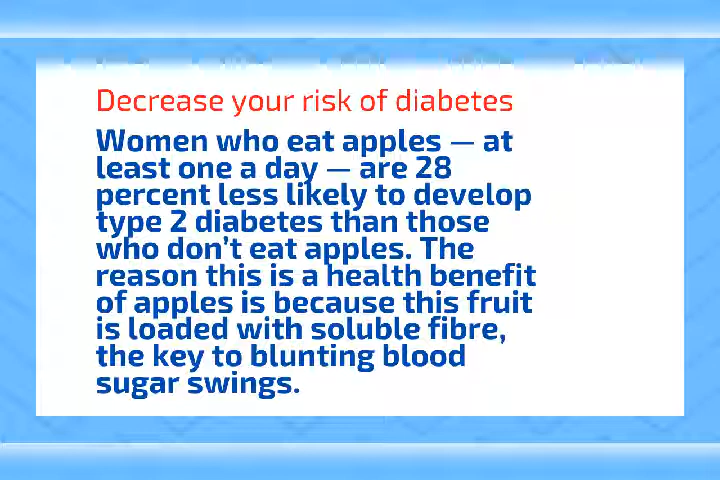 Decrease your risk of diabetes
Women who eat apples — at
least one a day — are 28
percent less likely to develop
type 2 diabetes than those
who don’t eat apples. The
reason this is a health benefit
of apples is because this fruit
is loaded with soluble fibre,
the key to blunting blood
sugar swings.